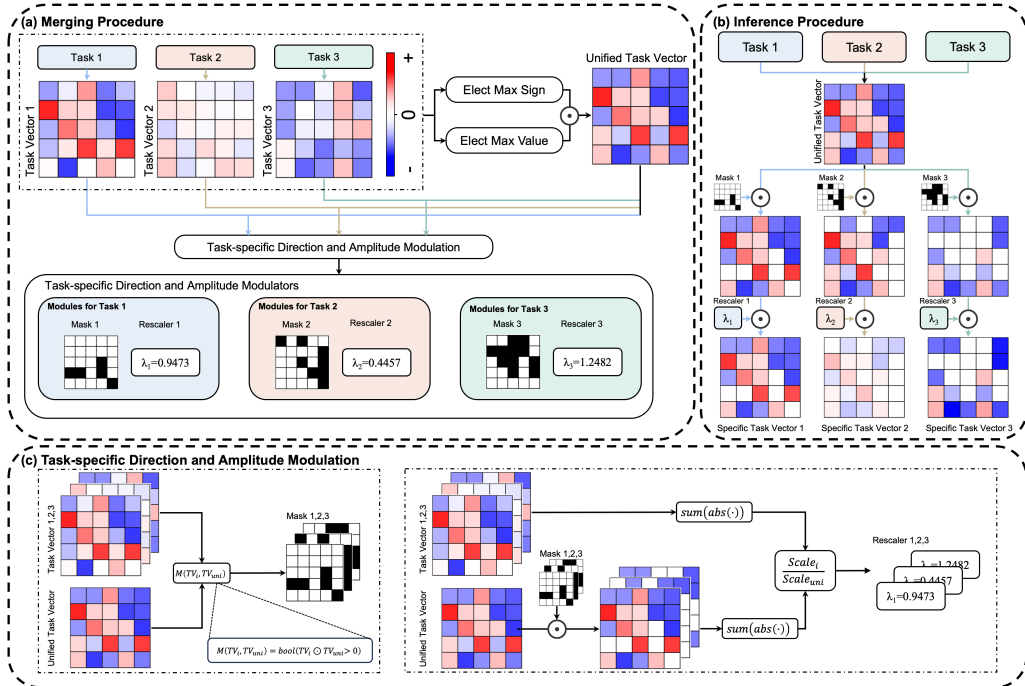 (a) Merging Procedure
Task 1
Task 2
Task 3
Task Vector 1
Task Vector 2
Task Vector 3
+
0
-
Elect Max Sign
Elect Max Value
Unified Task Vector
Task-specific Direction and Amplitude Modulation
Task-specific Direction and Amplitude Modulators
Modules for Task 1
Mask 1
Rescaler 1
λ₁=0.9473
Modules for Task 2
Mask 2
Rescaler 2
λ₂=0.4457
Modules for Task 3
Mask 3
Rescaler 3
λ₃=1.2482
(b) Inference Procedure
Task 1
Task 2
Task 3
Unified Task Vector
Mask 1
Mask 2
Mask 3
Rescaler 1
Rescaler 2
Rescaler 3
λ₁
λ₂
λ₃
Specific Task Vector 1
Specific Task Vector 2
Specific Task Vector 3
(c) Task-specific Direction and Amplitude Modulation
Task Vector 1,2,3
Unified Task Vector
M(TVᵢ, TVᵤₙᵢ)
Mask 1,2,3
M(TVᵢ, TVᵤₙᵢ) = bool(TVᵢ ⊙ TVᵤₙᵢ > 0)
Task Vector 1,2,3
Unified Task Vector
Mask 1,2,3
sum(abs(·))
sum(abs(·))
Scaleᵢ
Scaleᵤₙᵢ
Rescaler 1,2,3
1.2482
0.4457
λ₁=0.9473